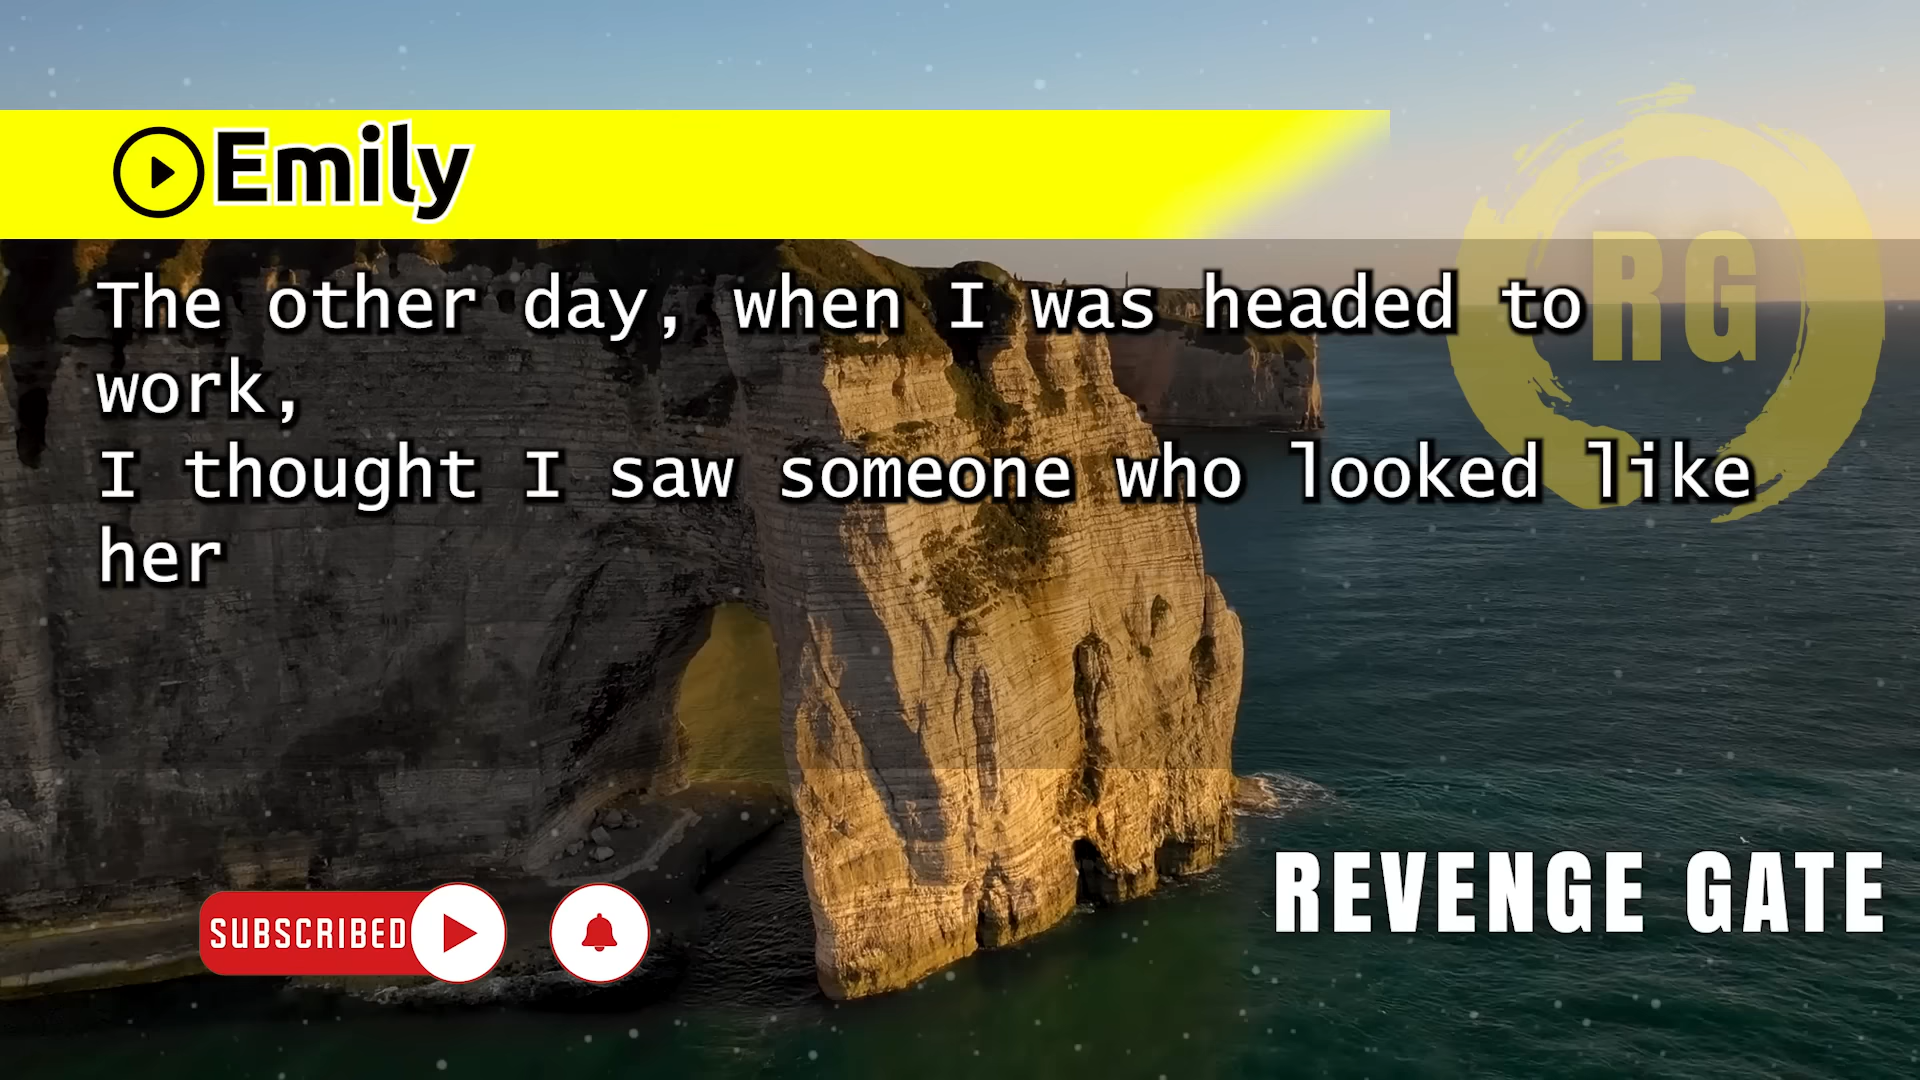 Emily
RG
The other day, when I was headed to
work,
I thought I saw someone who looked like
her
REVENGE GATE
SUBSCRIBED